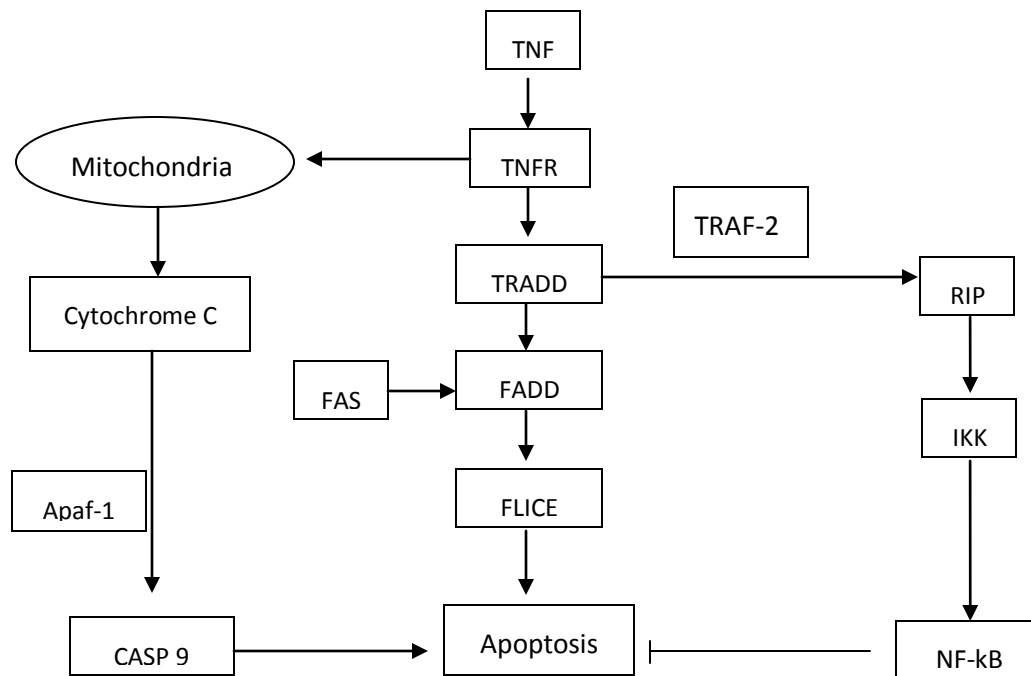 TNF
Mitochondria
TNFR
TRAF-2
TRADD
RIP
Cytochrome C
FAS
FADD
IKK
Apaf-1
FLICE
CASP 9
Apoptosis
NF-kB